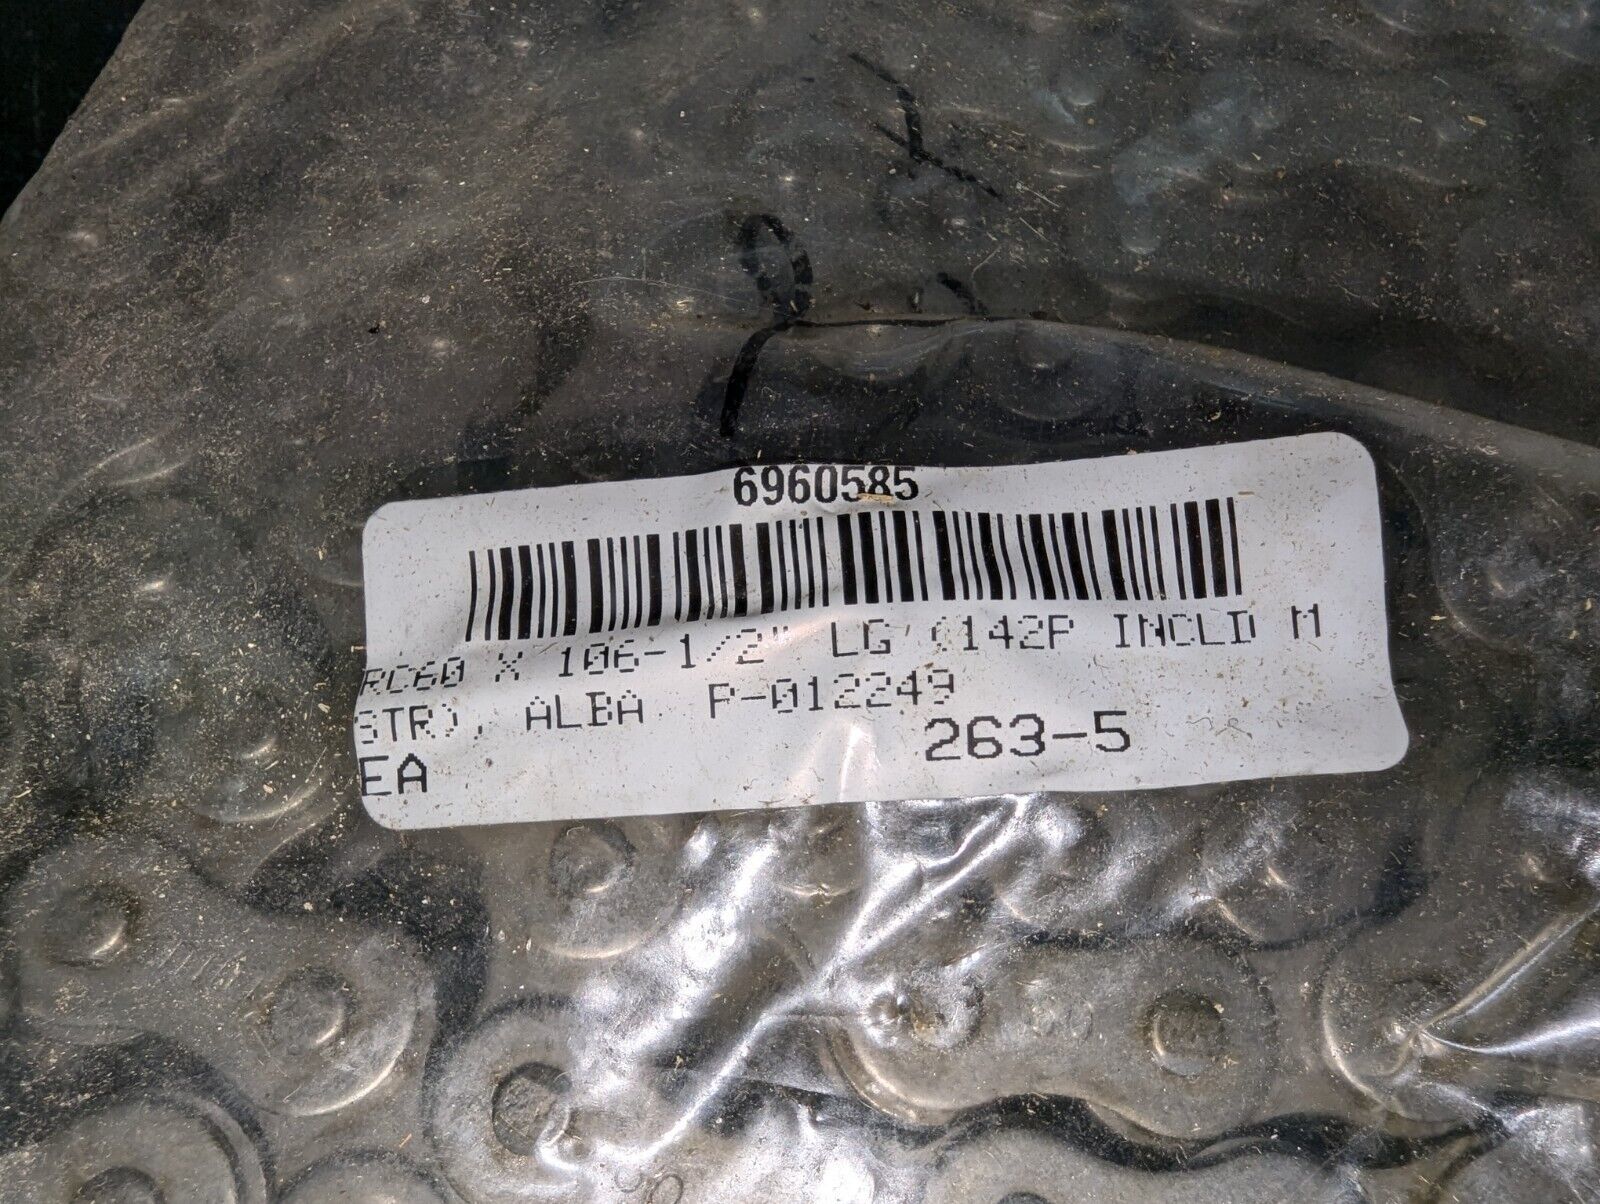 6960585
RC60 X 106-1/2" LG (142P INCLD M
STR), ALBA P-012249
263-5
EA